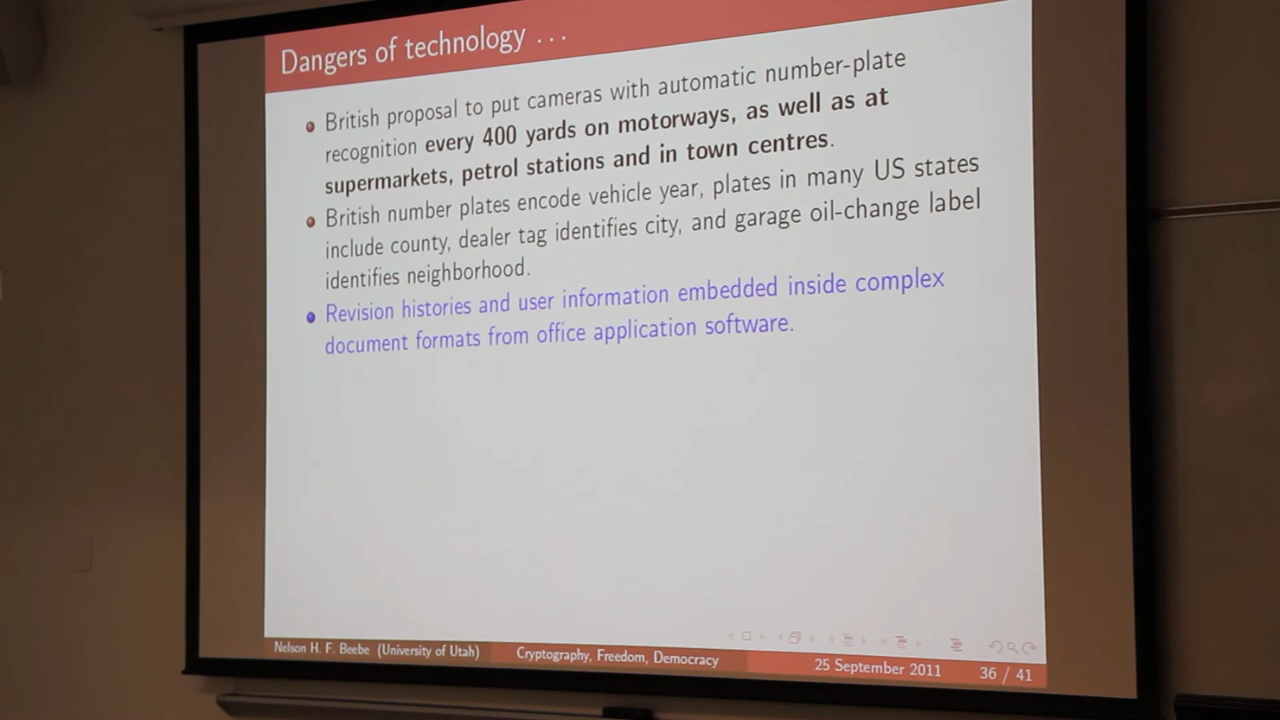 Dangers of technology . . .
British proposal to put cameras with automatic number-plate
recognition every 400 yards on motorways, as well as at
supermarkets, petrol stations and in town centres.
British number plates encode vehicle year, plates in many US states
include county, dealer tag identifies city, and garage oil-change label
identifies neighborhood.
Revision histories and user information embedded inside complex
document formats from office application software.
Nelson H. F. Beebe (University of Utah) Cryptography, Freedom, Democracy 25 September 2011 36 / 41